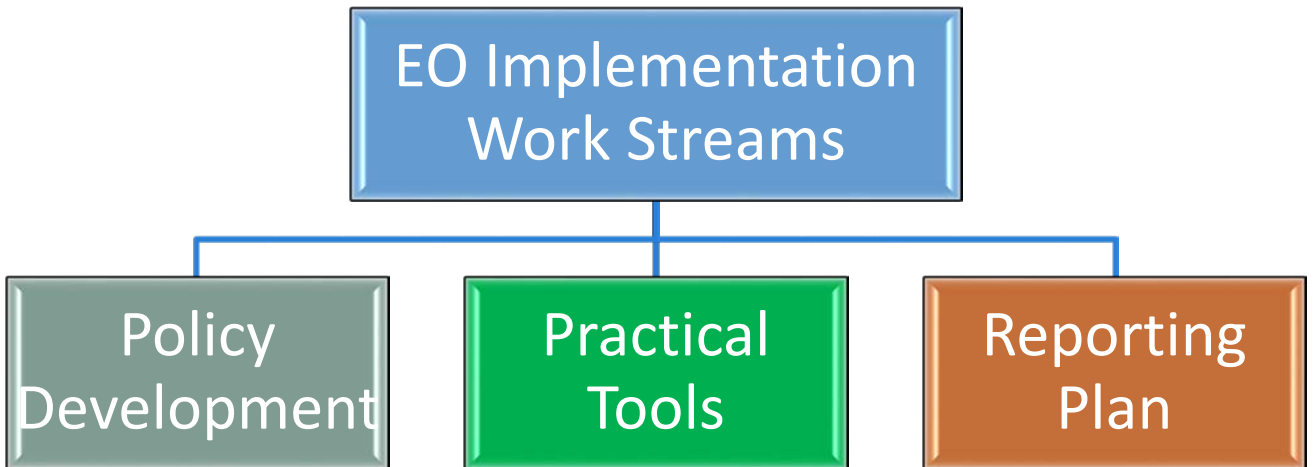 EO Implementation
Work Streams
Policy
Development
Practical
Tools
Reporting
Plan